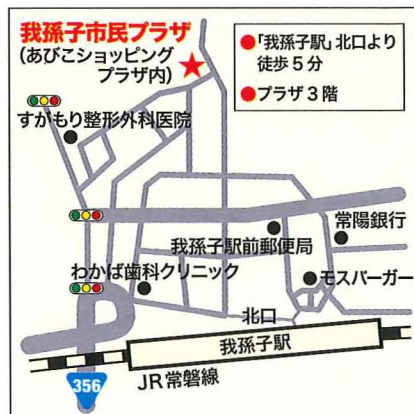 我孫子市民プラザ
(あびこショッピング
プラザ内)
●「我孫子駅」北口より
徒歩5分
●プラザ3階
すがもり整形外科医院
常陽銀行
我孫子駅前郵便局
わかば歯科クリニック
モスバーガー
北口
我孫子駅
JR常磐線
356